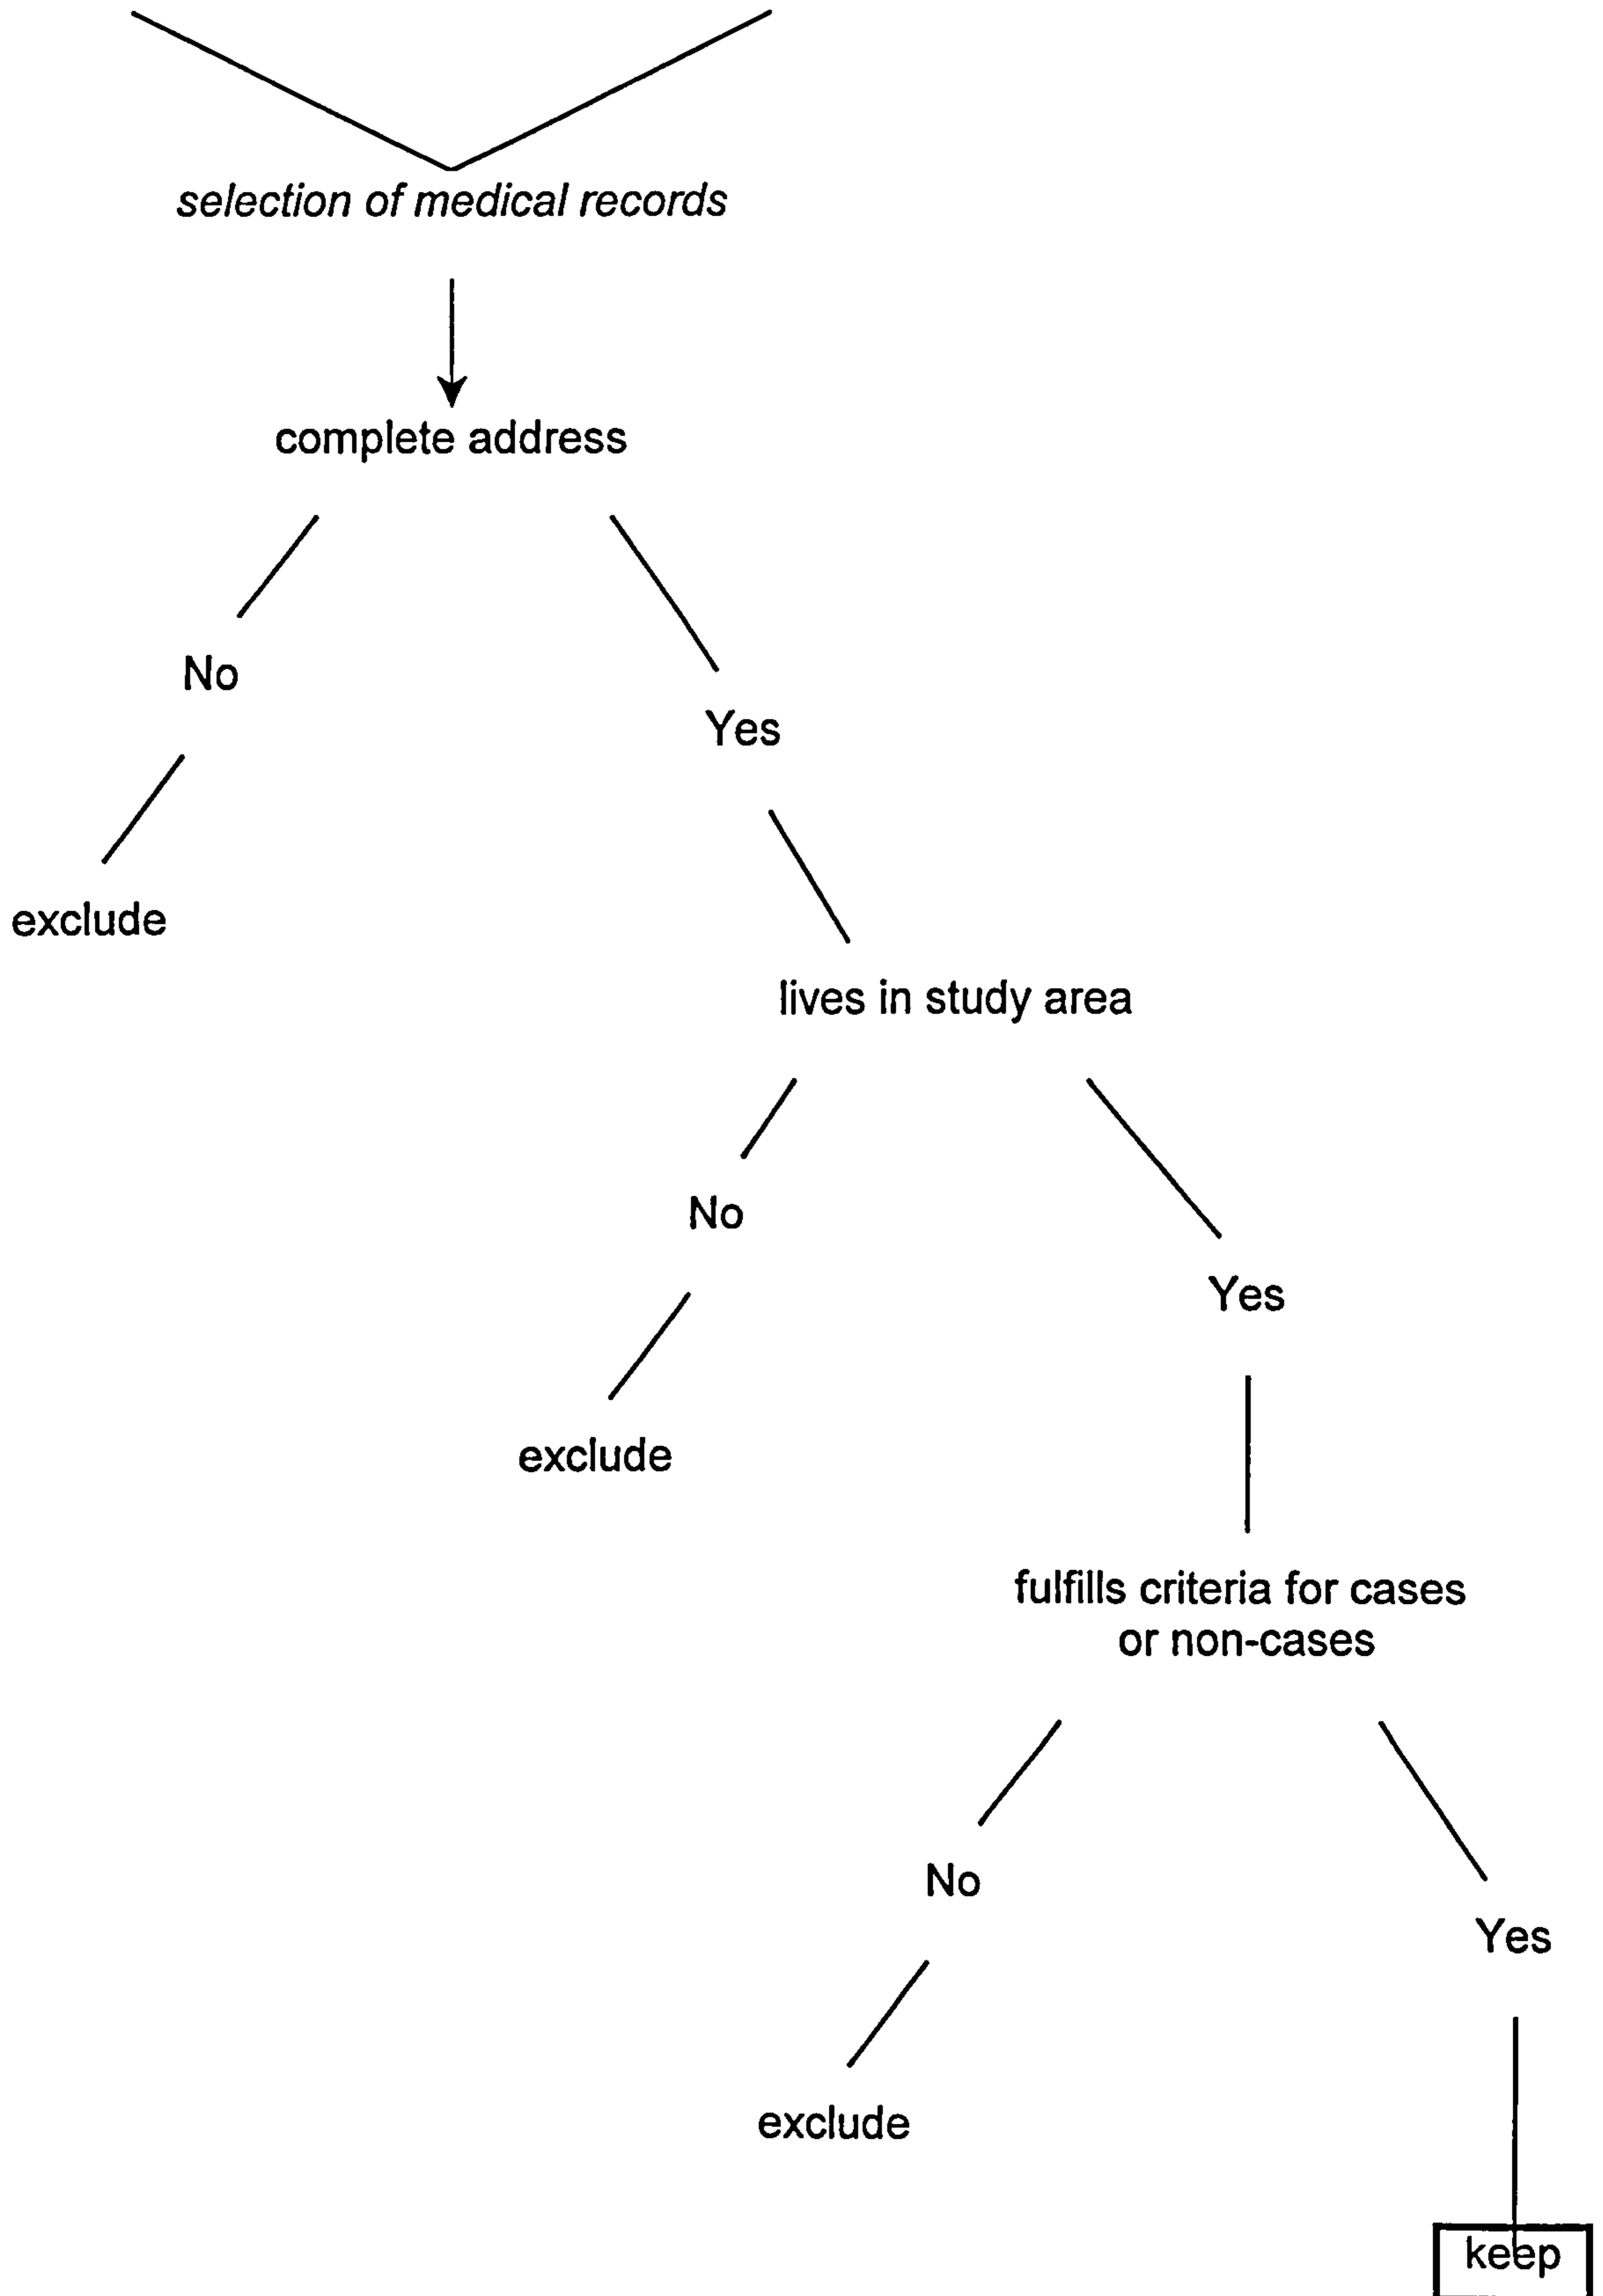 selection of medical records
complete address
No
Yes
exclude
lives in study area
No
Yes
exclude
fulfills criteria for cases
or non-cases
No
Yes
exclude
keep